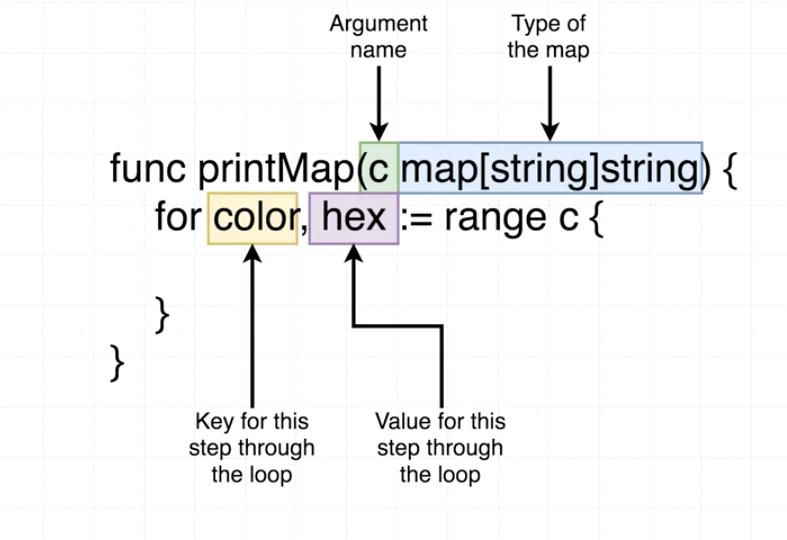 Argument
name
Type of
the map
func printMap(c map[string]string) {
for color, hex := range c {
}
}
Key for this
step through
the loop
Value for this
step through
the loop